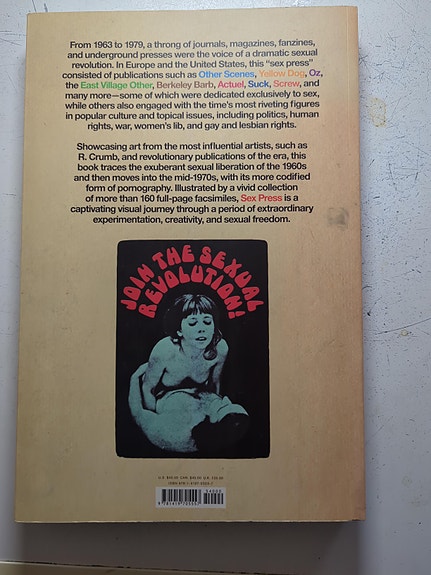 From 1963 to 1979, a throng of journals, magazines, fanzines,
and underground presses were the voice of a dramatic sexual
revolution. In Europe and the United States, this “sex press”
consisted of publications such as Other Scenes, Yellow Dog, Oz,
the East Village Other, Berkeley Barb, Actuel, Suck, Screw, and
many more—some of which were dedicated exclusively to sex,
while others also engaged with the time's most riveting figures
in popular culture and topical issues, including politics, human
rights, war, women's lib, and gay and lesbian rights.
Showcasing art from the most influential artists, such as
R. Crumb, and revolutionary publications of the era, this
book traces the exuberant sexual liberation of the 1960s
and then moves into the mid-1970s, with its more codified
form of pornography. Illustrated by a vivid collection
of more than 160 full-page facsimiles, Sex Press is a
captivating visual journey through a period of extraordinary
experimentation, creativity, and sexual freedom.
JOIN THE SEXUAL
REVOLUTION!